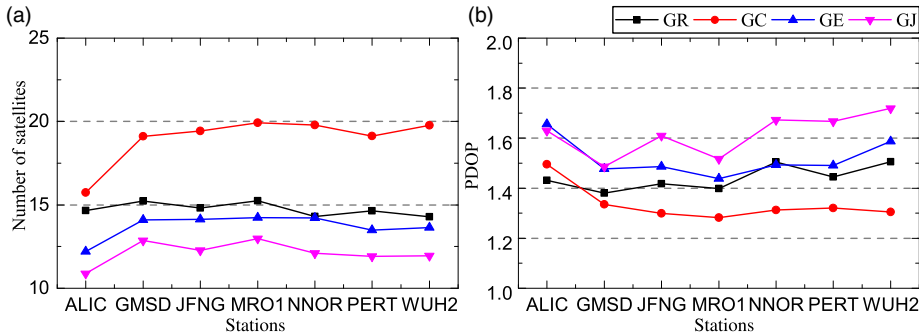 (a)
25
20
15
10
Number of satellites
ALIC GMSD JFNG MRO1 NNOR PERT WUH2
Stations
(b)
GR GC GE GJ
2.0
1.8
1.6
1.4
1.2
1.0
PDOP
ALIC GMSD JFNG MRO1 NNOR PERT WUH2
Stations